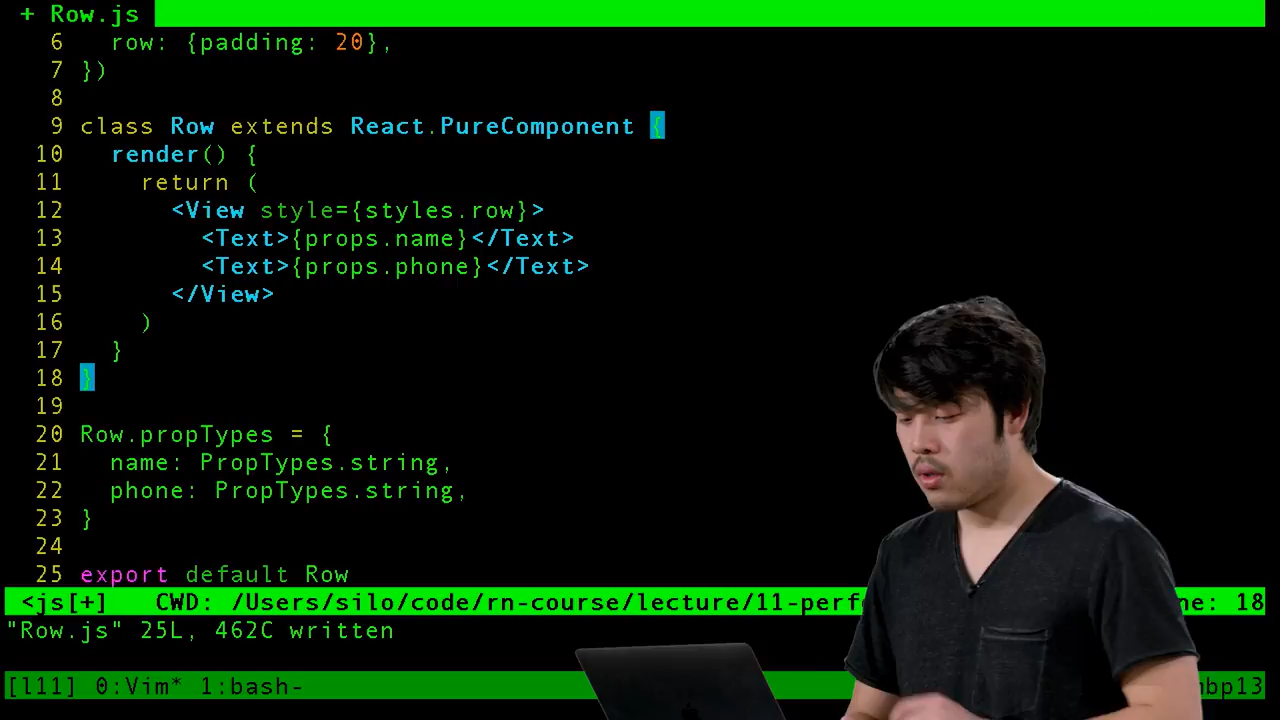 + Row.js
6 row: {padding: 20},
7 })
8
9 class Row extends React.PureComponent {
10 render() {
11 return (
12 <View style={styles.row}>
13 <Text>{props.name}</Text>
14 <Text>{props.phone}</Text>
15 </View>
16 )
17 }
18 }
19
20 Row.propTypes = {
21 name: PropTypes.string,
22 phone: PropTypes.string,
23 }
24
25 export default Row
<js[+] CWD: /Users/silo/code/rn-course/lecture/11-perf ne: 18
"Row.js" 25L, 462C written
[l11] 0:Vim* 1:bash- mbp13